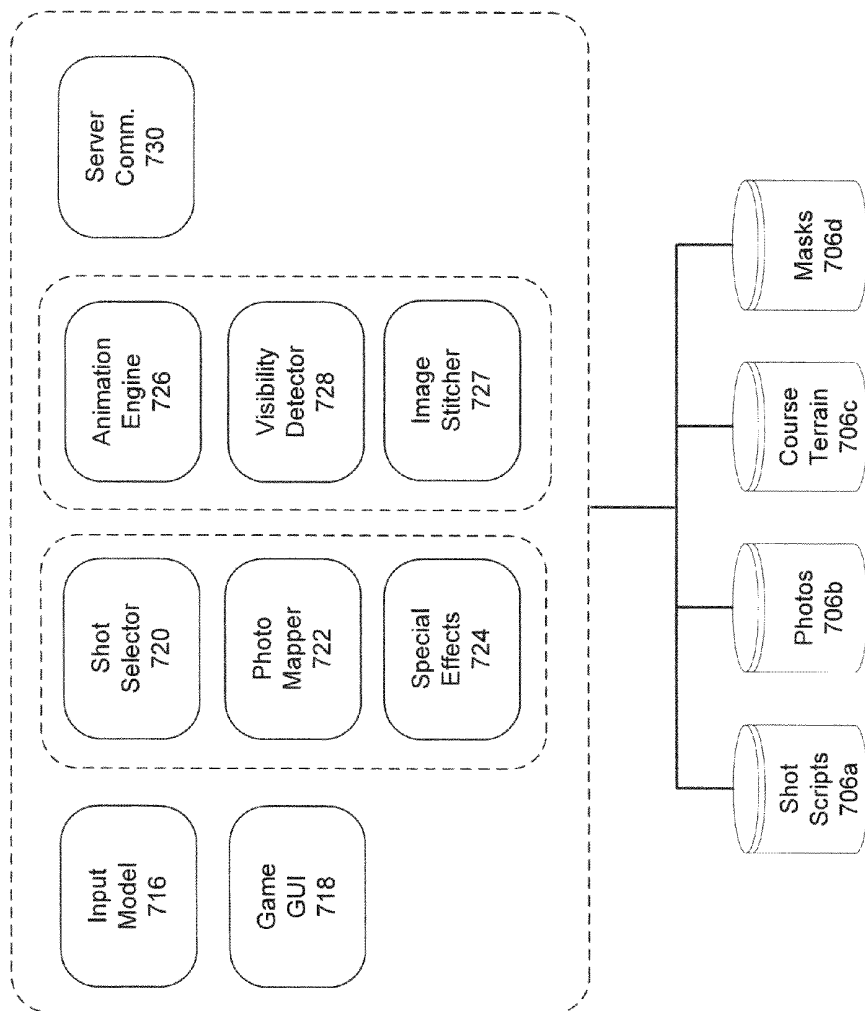 Input
Model
716
Game
GUI
718
Shot
Selector
720
Photo
Mapper
722
Special
Effects
724
Animation
Engine
726
Visibility
Detector
728
Image
Stitcher
727
Server
Comm.
730
Shot
Scripts
706a
Photos
706b
Course
Terrain
706c
Masks
706d